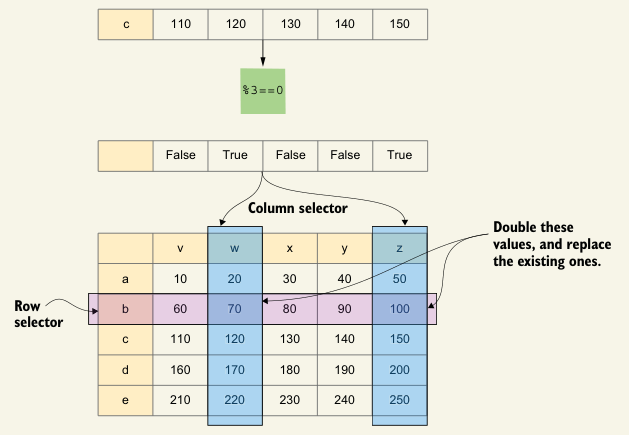 c 110 120 130 140 150
%3==0
False True False False True
Column selector
Double these
values, and replace
the existing ones.
v w x y z
a 10 20 30 40 50
Row
selector
b 60 70 80 90 100
c 110 120 130 140 150
d 160 170 180 190 200
e 210 220 230 240 250